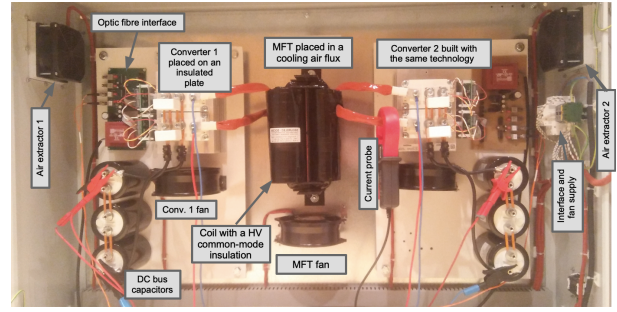 Optic fibre interface
Converter 1
placed on an
insulated
plate
MFT placed in a
cooling air flux
Converter 2 built with
the same technology
Air extractor 1
Air extractor 2
Current probe
Interface and
fan supply
Conv. 1 fan
Coil with a HV
common-mode
insulation
MFT fan
DC bus
capacitors